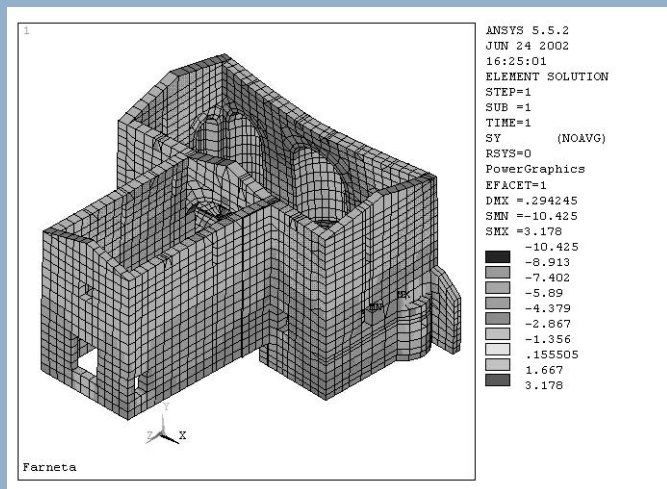 1
ANSYS 5.5.2
JUN 24 2002
16:25:01
ELEMENT SOLUTION
STEP=1
SUB =1
TIME=1
SY (NOAVG)
RSYS=0
PowerGraphics
EFACET=1
DMX =.294245
SMN =-10.425
SMX =3.178
-10.425
-8.913
-7.402
-5.89
-4.379
-2.867
-1.356
.155505
1.667
3.178
MX
Y
Z X
Farneta